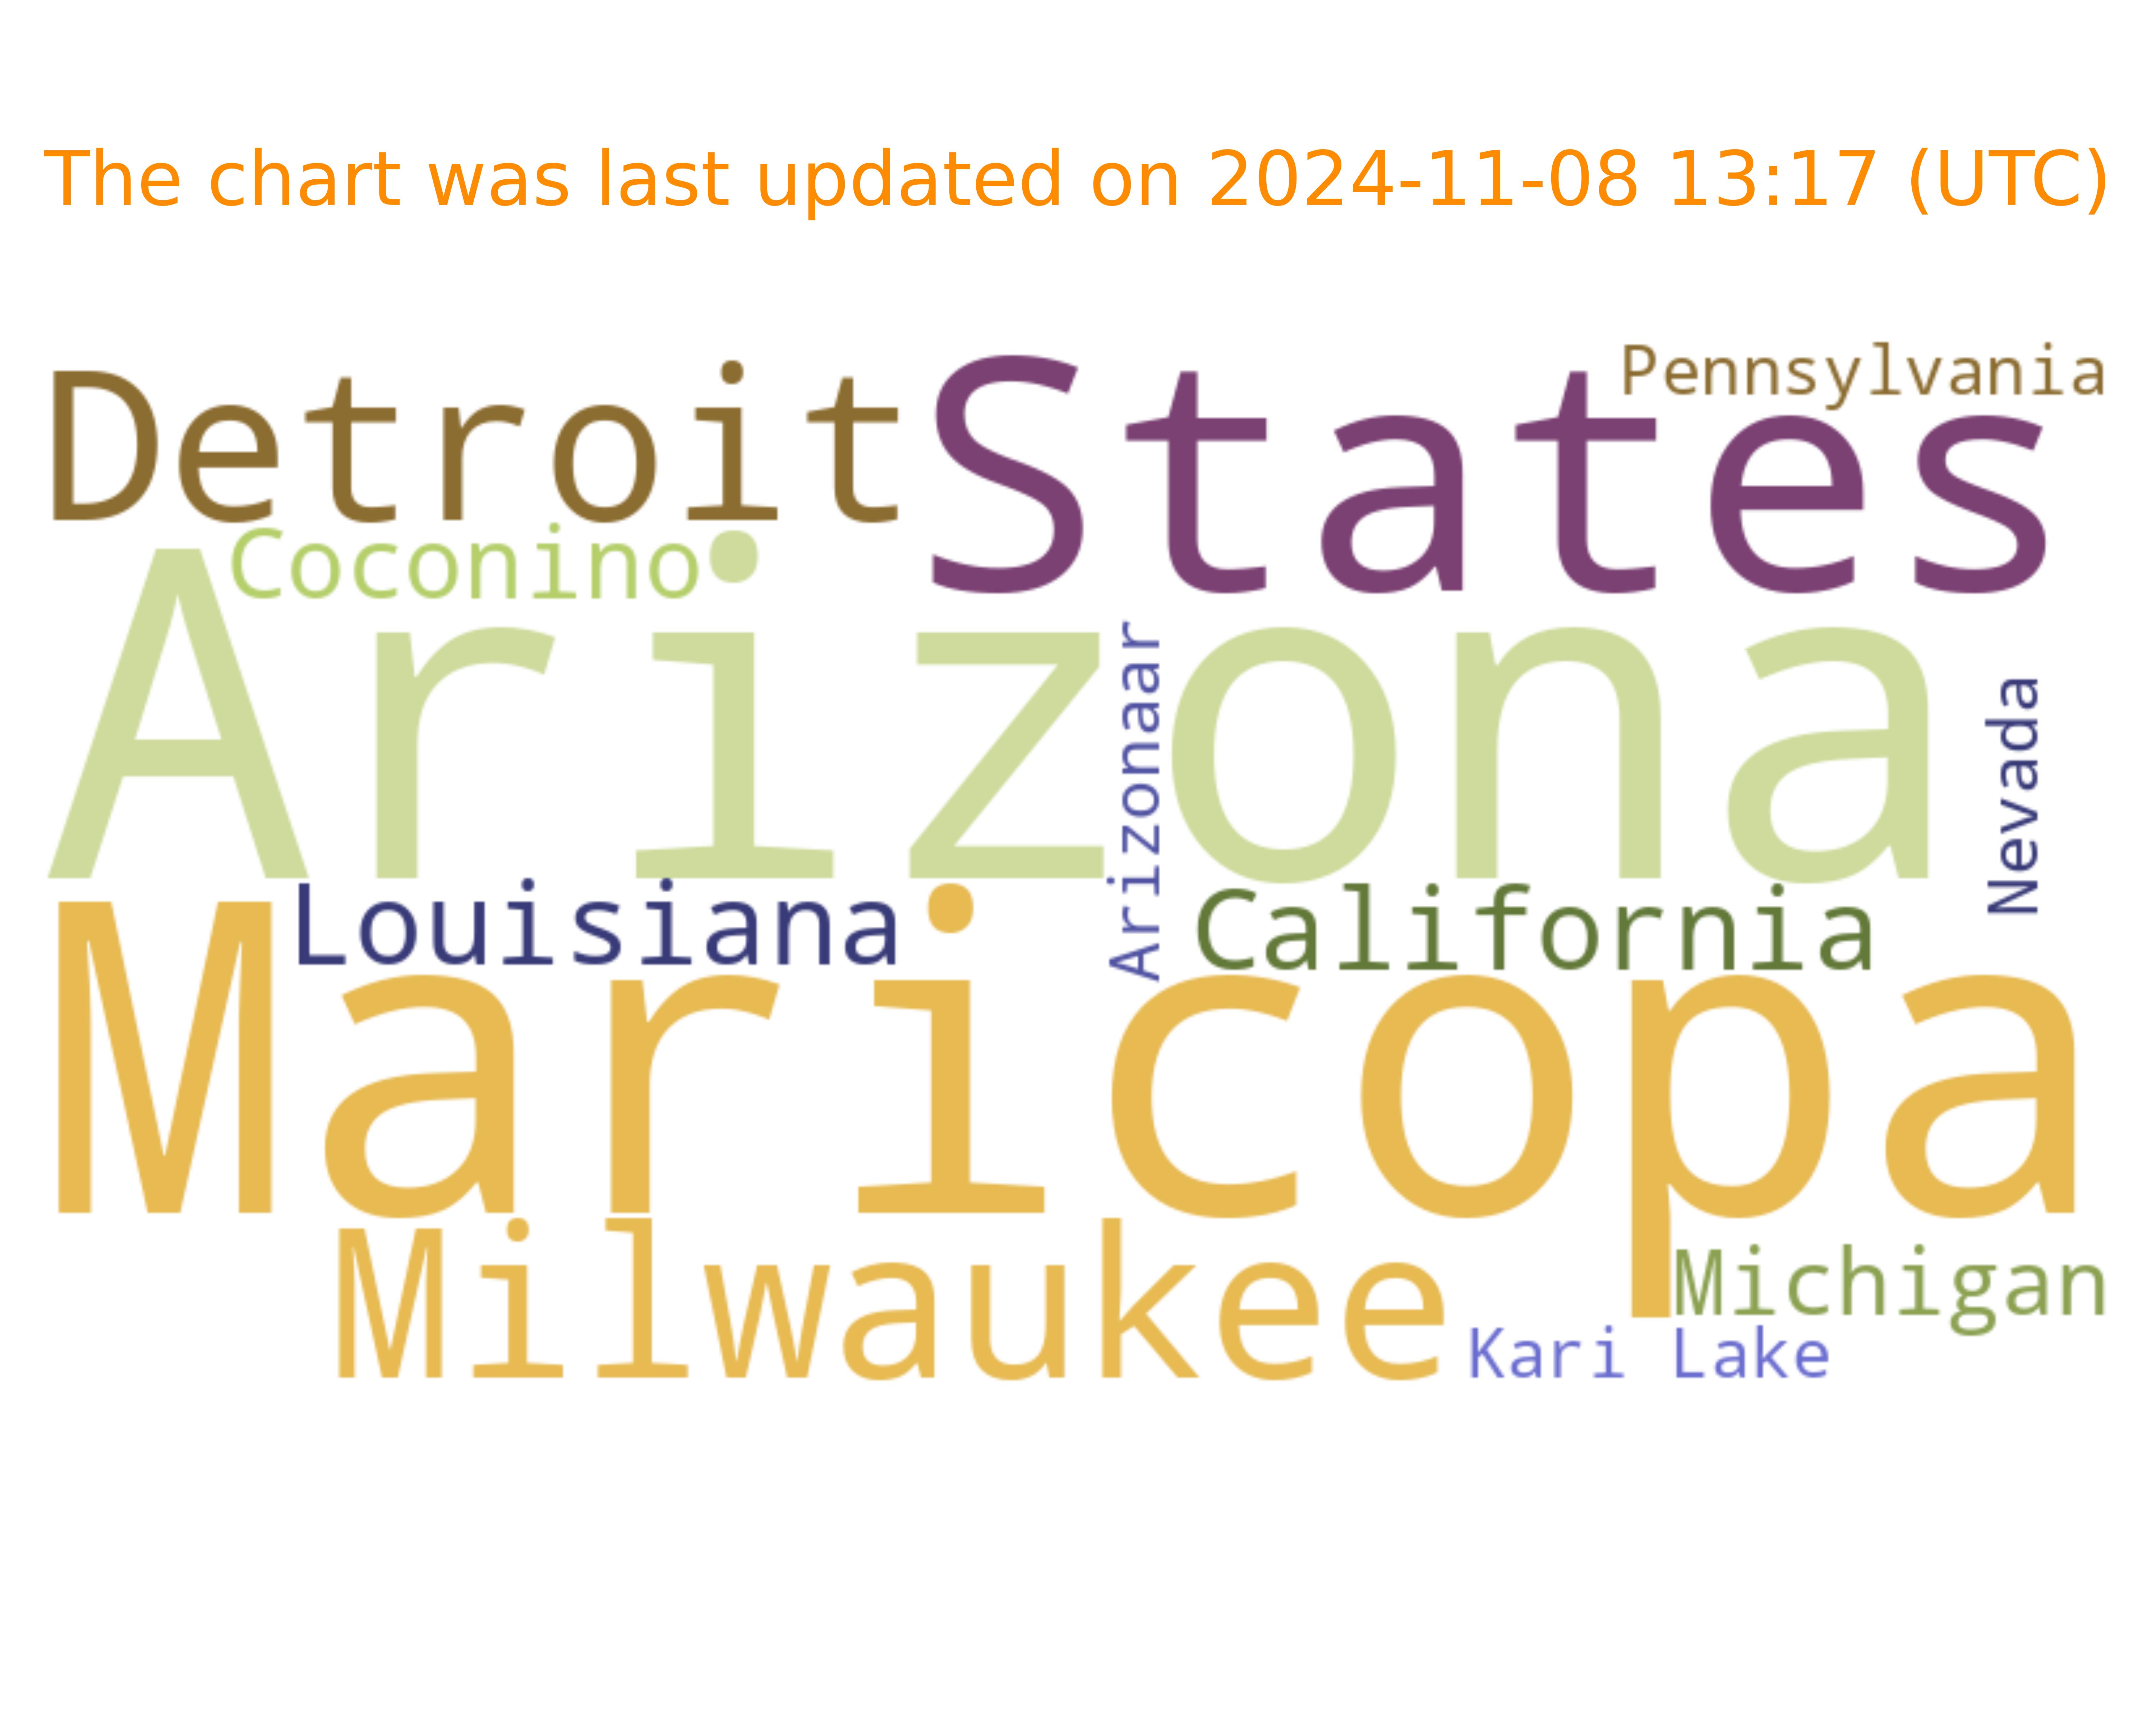 The chart was last updated on 2024-11-08 13:17 (UTC)
Pennsylvania
Detroit
States
Coconino
Arizona
Arizonaar
Nevada
Louisiana
California
Maricopa
Milwaukee
Michigan
Kari Lake